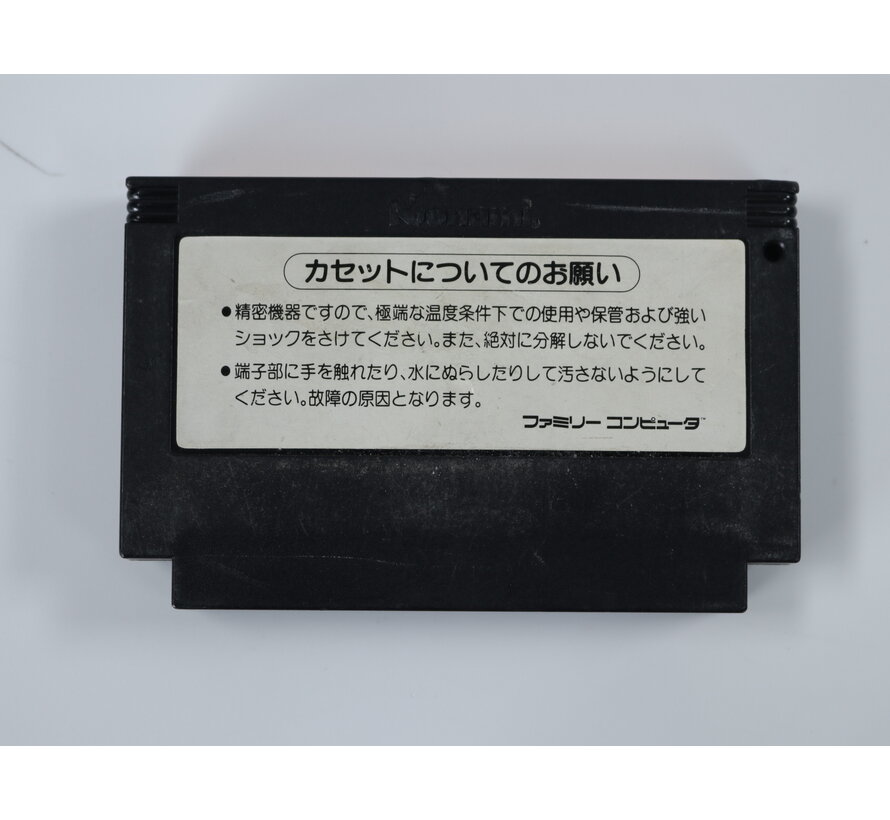 Konami
カセットについてのお願い
●精密機器ですので、極端な温度条件下での使用や保管および強い
ショックをさけてください。また、絶対に分解しないでください。
●端子部に手を触れたり、水にぬらしたりして汚さないようにして
ください。故障の原因となります。
ファミリーコンピュータ™